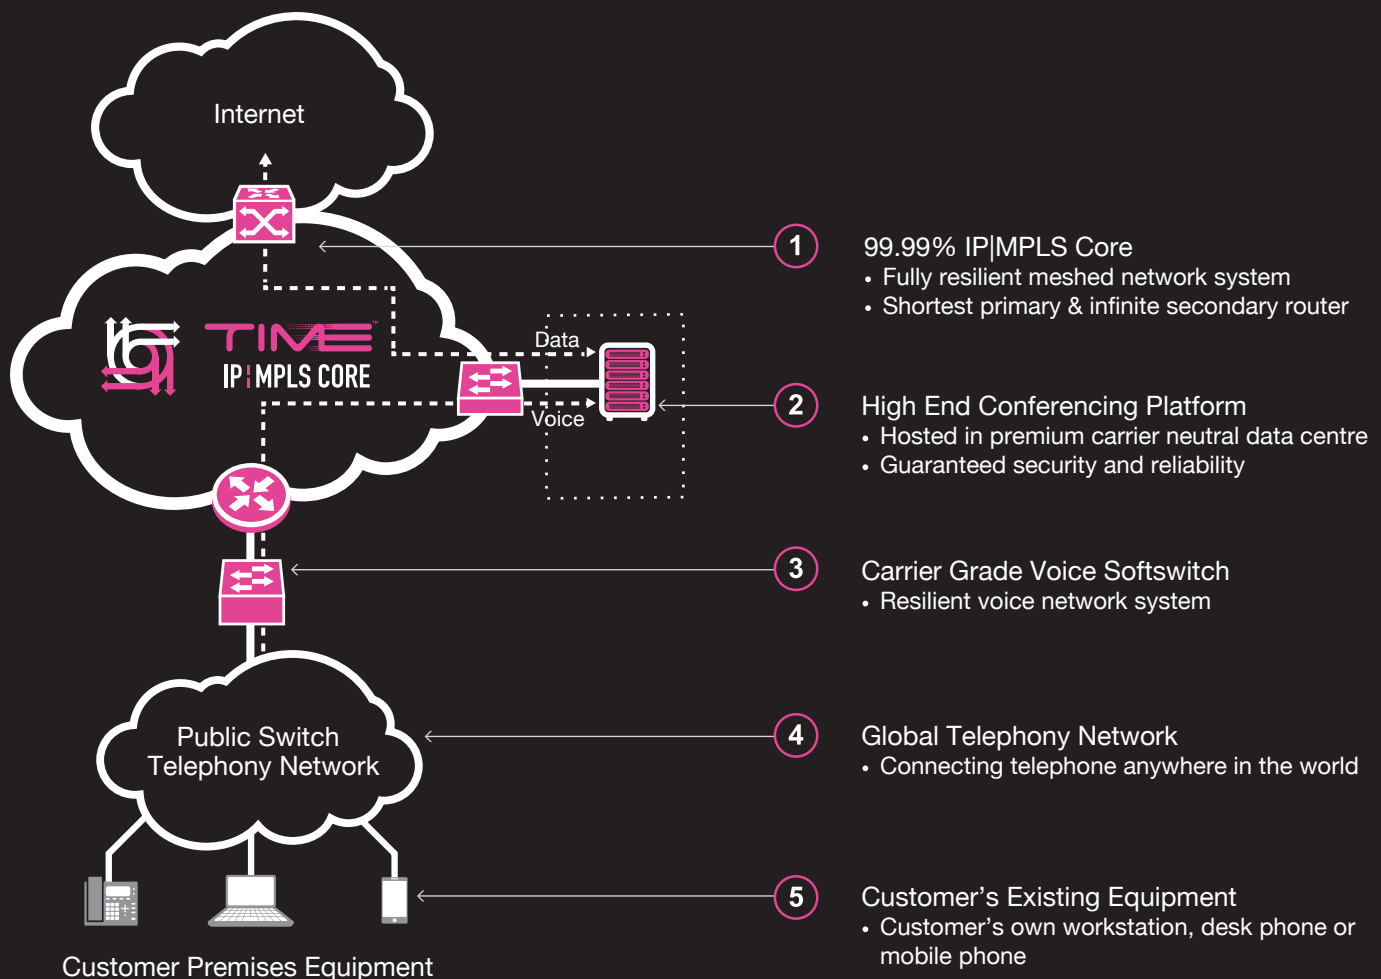 Internet
TIME™
IP¦MPLS CORE
Data
Voice
Public Switch
Telephony Network
Customer Premises Equipment
1
99.99% IP|MPLS Core
• Fully resilient meshed network system
• Shortest primary & infinite secondary router
2
High End Conferencing Platform
• Hosted in premium carrier neutral data centre
• Guaranteed security and reliability
3
Carrier Grade Voice Softswitch
• Resilient voice network system
4
Global Telephony Network
• Connecting telephone anywhere in the world
5
Customer’s Existing Equipment
• Customer’s own workstation, desk phone or
mobile phone